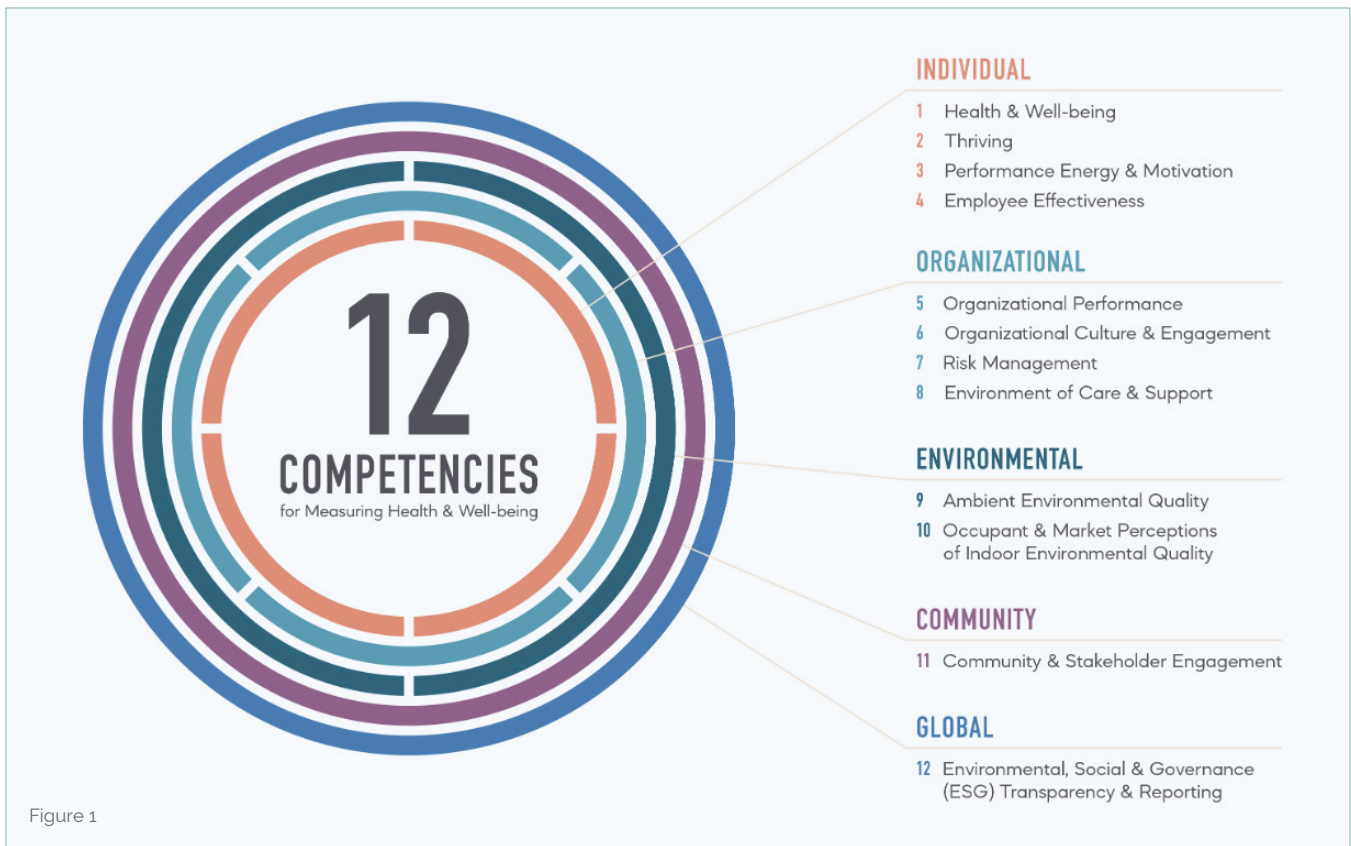 12
COMPETENCIES
for Measuring Health & Well-being
INDIVIDUAL
1 Health & Well-being
2 Thriving
3 Performance Energy & Motivation
4 Employee Effectiveness
ORGANIZATIONAL
5 Organizational Performance
6 Organizational Culture & Engagement
7 Risk Management
8 Environment of Care & Support
ENVIRONMENTAL
9 Ambient Environmental Quality
10 Occupant & Market Perceptions
of Indoor Environmental Quality
COMMUNITY
11 Community & Stakeholder Engagement
GLOBAL
12 Environmental, Social & Governance
(ESG) Transparency & Reporting
Figure 1